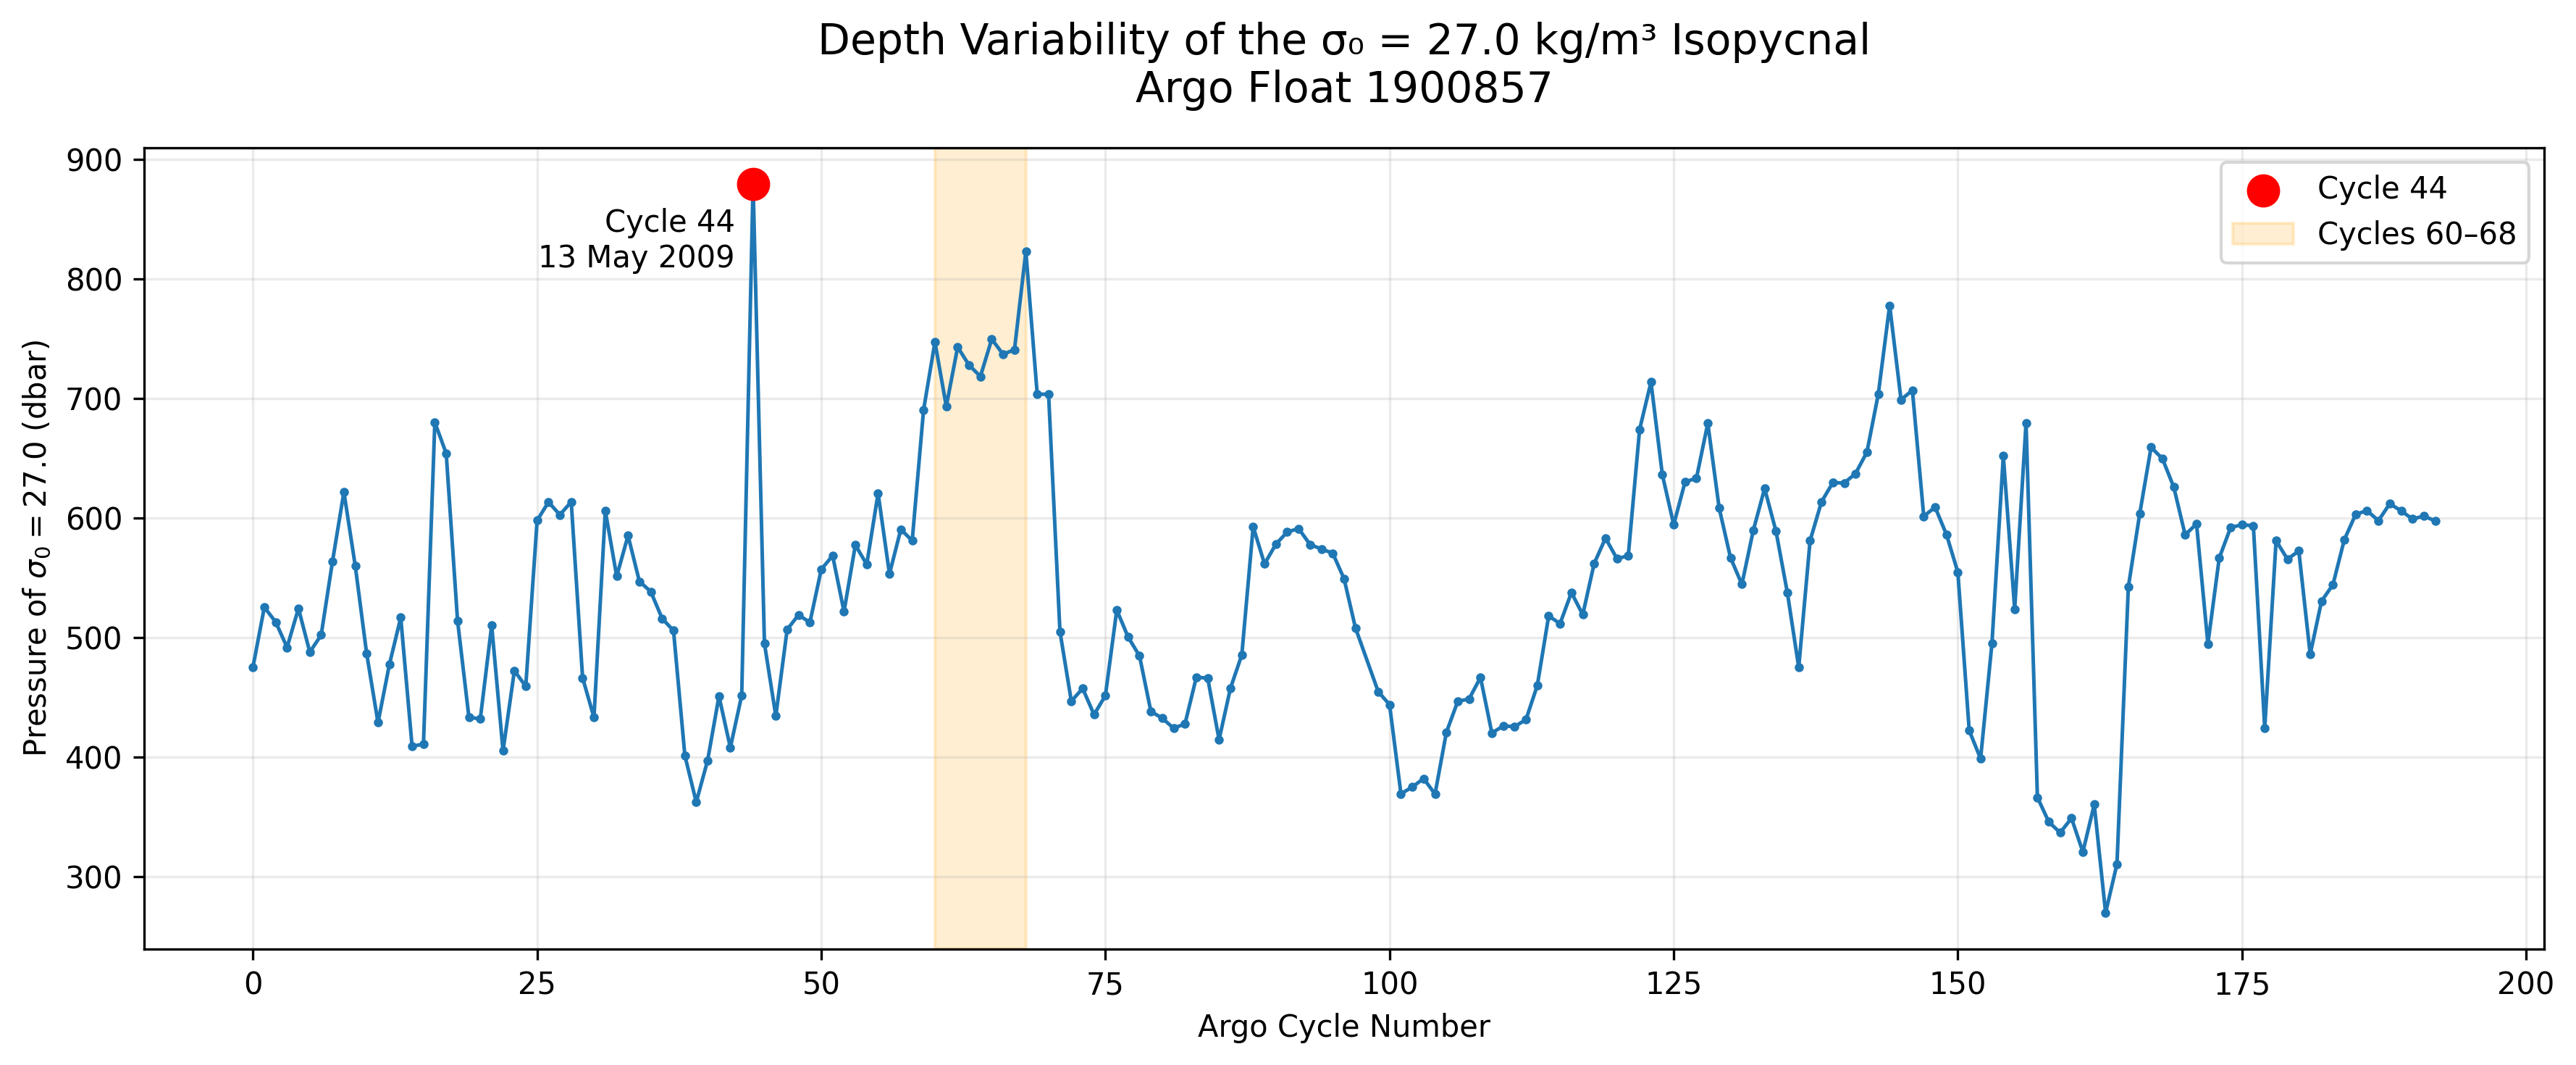 Depth Variability of the σ₀ = 27.0 kg/m³ Isopycnal
Argo Float 1900857
900
800
700
600
500
400
300
Pressure of σ₀ = 27.0 (dbar)
Cycle 44
13 May 2009
Cycle 44
Cycles 60–68
0 25 50 75 100 125 150 175 200
Argo Cycle Number